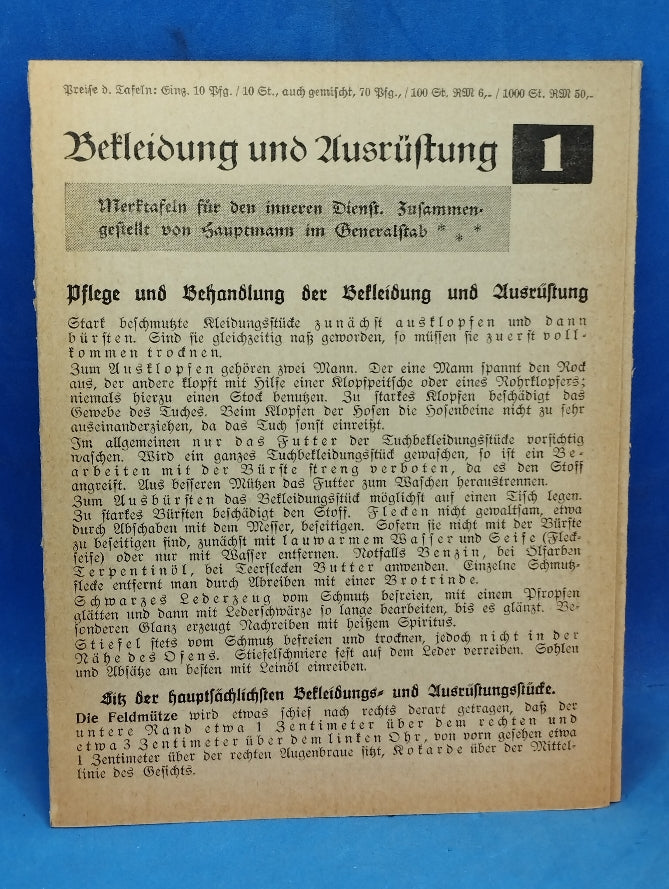 Preise d. Tafeln: Einz. 10 Pfg. / 10 St., auch gemischt, 70 Pfg., / 100 St. RM 6,- / 1000 St. RM 50,-
Bekleidung und Ausrüstung 1
Merktafeln für den inneren Dienst. Zusammen-
gestellt von Hauptmann im Generalstab * * *
Pflege und Behandlung der Bekleidung und Ausrüstung
Stark beschmutzte Kleidungsstücke zunächst ausklopfen und dann
bürsten. Sind sie gleichzeitig naß geworden, so müssen sie zuerst voll-
kommen trocknen.
Zum Ausklopfen gehören zwei Mann. Der eine Mann spannt den Rock
aus, der andere klopft mit Hilfe einer Klopfpeitsche oder eines Rohrklopfers;
niemals hierzu einen Stock benutzen. Zu starkes Klopfen beschädigt das
Gewebe des Tuches. Beim Klopfen der Hosen die Hosenbeine nicht zu sehr
auseinanderziehen, da das Tuch sonst einreißt.
Im allgemeinen nur das Futter der Tuchbekleidungsstücke vorsichtig
waschen. Wird ein ganzes Tuchbekleidungsstück gewaschen, so ist ein Be-
arbeiten mit der Bürste streng verboten, da es den Stoff
angreift. Aus besseren Mützen das Futter zum Waschen heraustrennen.
Zum Ausbürsten das Bekleidungsstück möglichst auf einen Tisch legen.
Zu starkes Bürsten beschädigt den Stoff. Flecken nicht gewaltsam, etwa
durch Abschaben mit dem Messer, beseitigen. Sofern sie nicht mit der Bürste
zu beseitigen sind, zunächst mit lauwarmem Wasser und Seife (Fleck-
seife) oder nur mit Wasser entfernen. Notfalls Benzin, bei Ölfarben
Terpentinöl, bei Teerflecken Butter anwenden. Einzelne Schmutz-
flecke entfernt man durch Abreiben mit einer Brotrinde.
Schwarzes Lederzeug vom Schmutz befreien, mit einem Pfropfen
glätten und dann mit Lederschwärze so lange bearbeiten, bis es glänzt. Be-
sonderen Glanz erzeugt Nachreiben mit heißem Spiritus.
Stiefel stets vom Schmutz befreien und trocknen, jedoch nicht in der
Nähe des Ofens. Stiefelschmiere fest auf dem Leder verreiben. Sohlen
und Absätze am besten mit Leinöl einreiben.
Sitz der hauptsächlichsten Bekleidungs- und Ausrüstungsstücke.
Die Feldmütze wird etwas schief nach rechts derart getragen, daß der
untere Rand etwa 1 Zentimeter über dem rechten und
etwa 3 Zentimeter über dem linken Ohr, von vorn gesehen etwa
1 Zentimeter über der rechten Augenbraue sitzt, Kokarde über der Mittel-
linie des Gesichts.